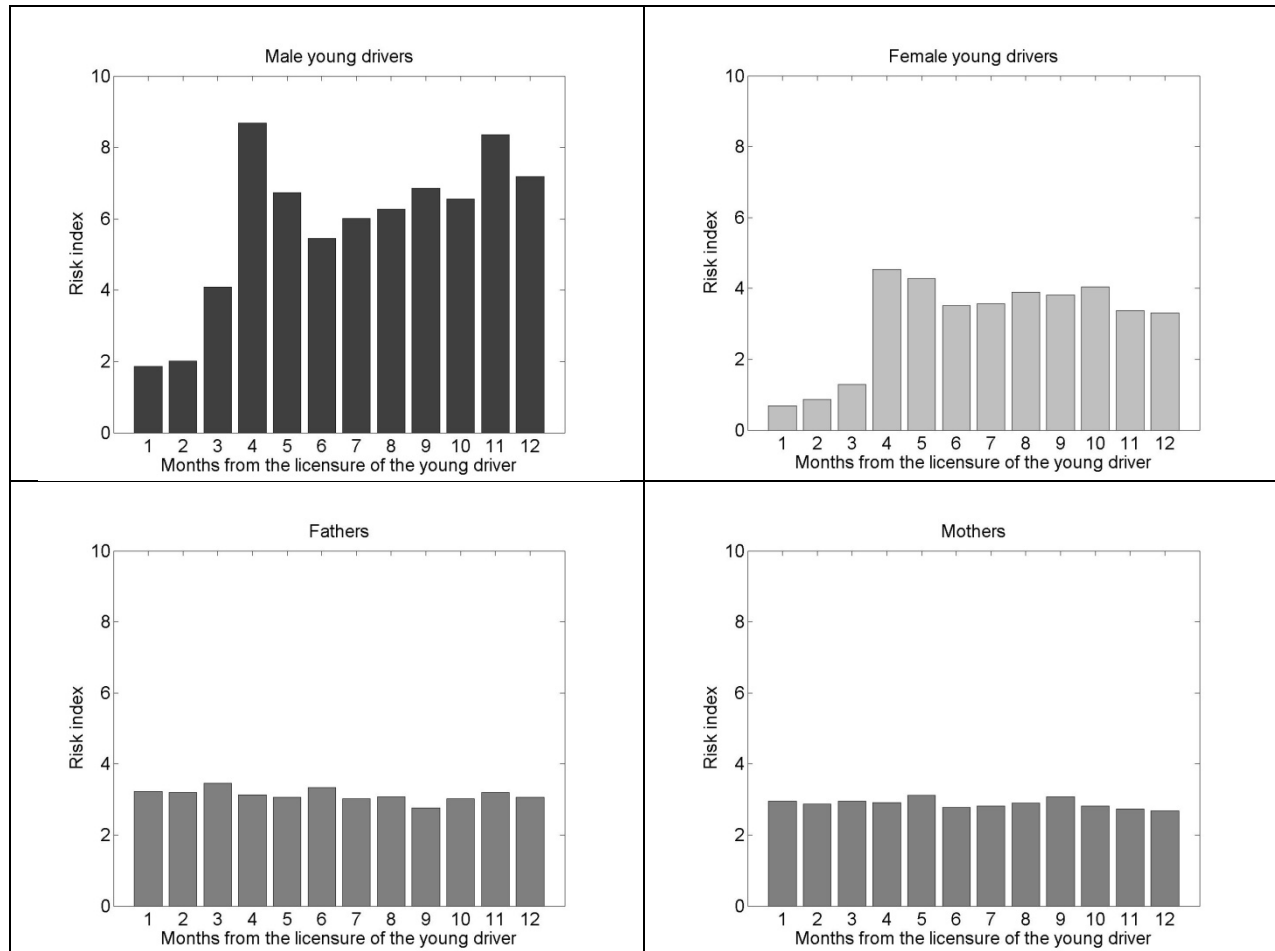 Male young drivers
10
8
6
4
2
0
Risk index
1 2 3 4 5 6 7 8 9 10 11 12
Months from the licensure of the young driver
Female young drivers
10
8
6
4
2
0
Risk index
1 2 3 4 5 6 7 8 9 10 11 12
Months from the licensure of the young driver
Fathers
10
8
6
4
2
0
Risk index
1 2 3 4 5 6 7 8 9 10 11 12
Months from the licensure of the young driver
Mothers
10
8
6
4
2
0
Risk index
1 2 3 4 5 6 7 8 9 10 11 12
Months from the licensure of the young driver